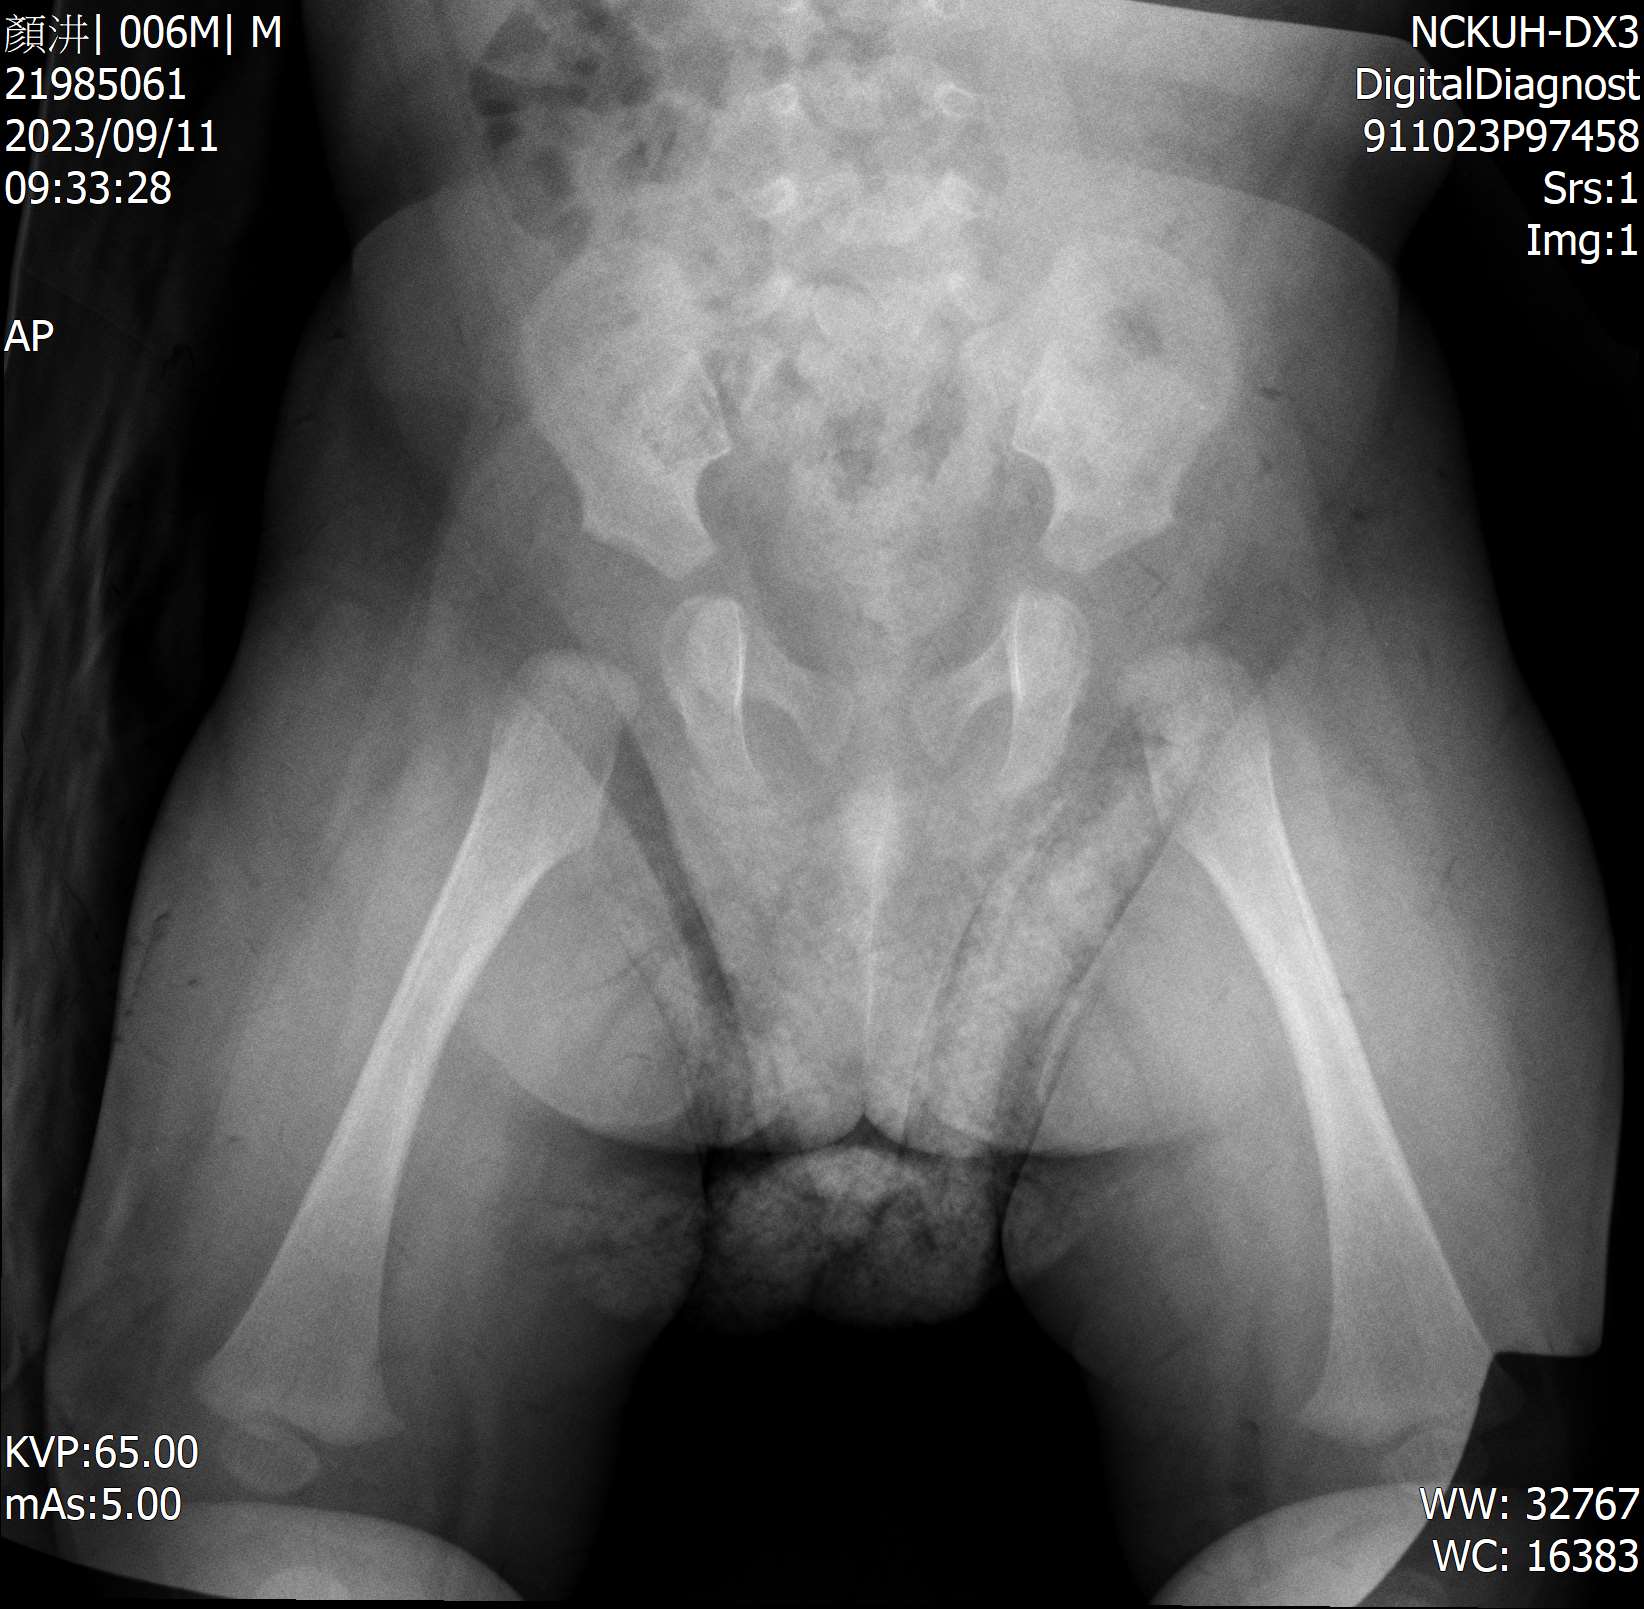 顏汫| 006M| M
21985061
2023/09/11
09:33:28
AP
NCKUH-DX3
DigitalDiagnost
911023P97458
Srs:1
Img:1
KVP:65.00
mAs:5.00
WW: 32767
WC: 16383